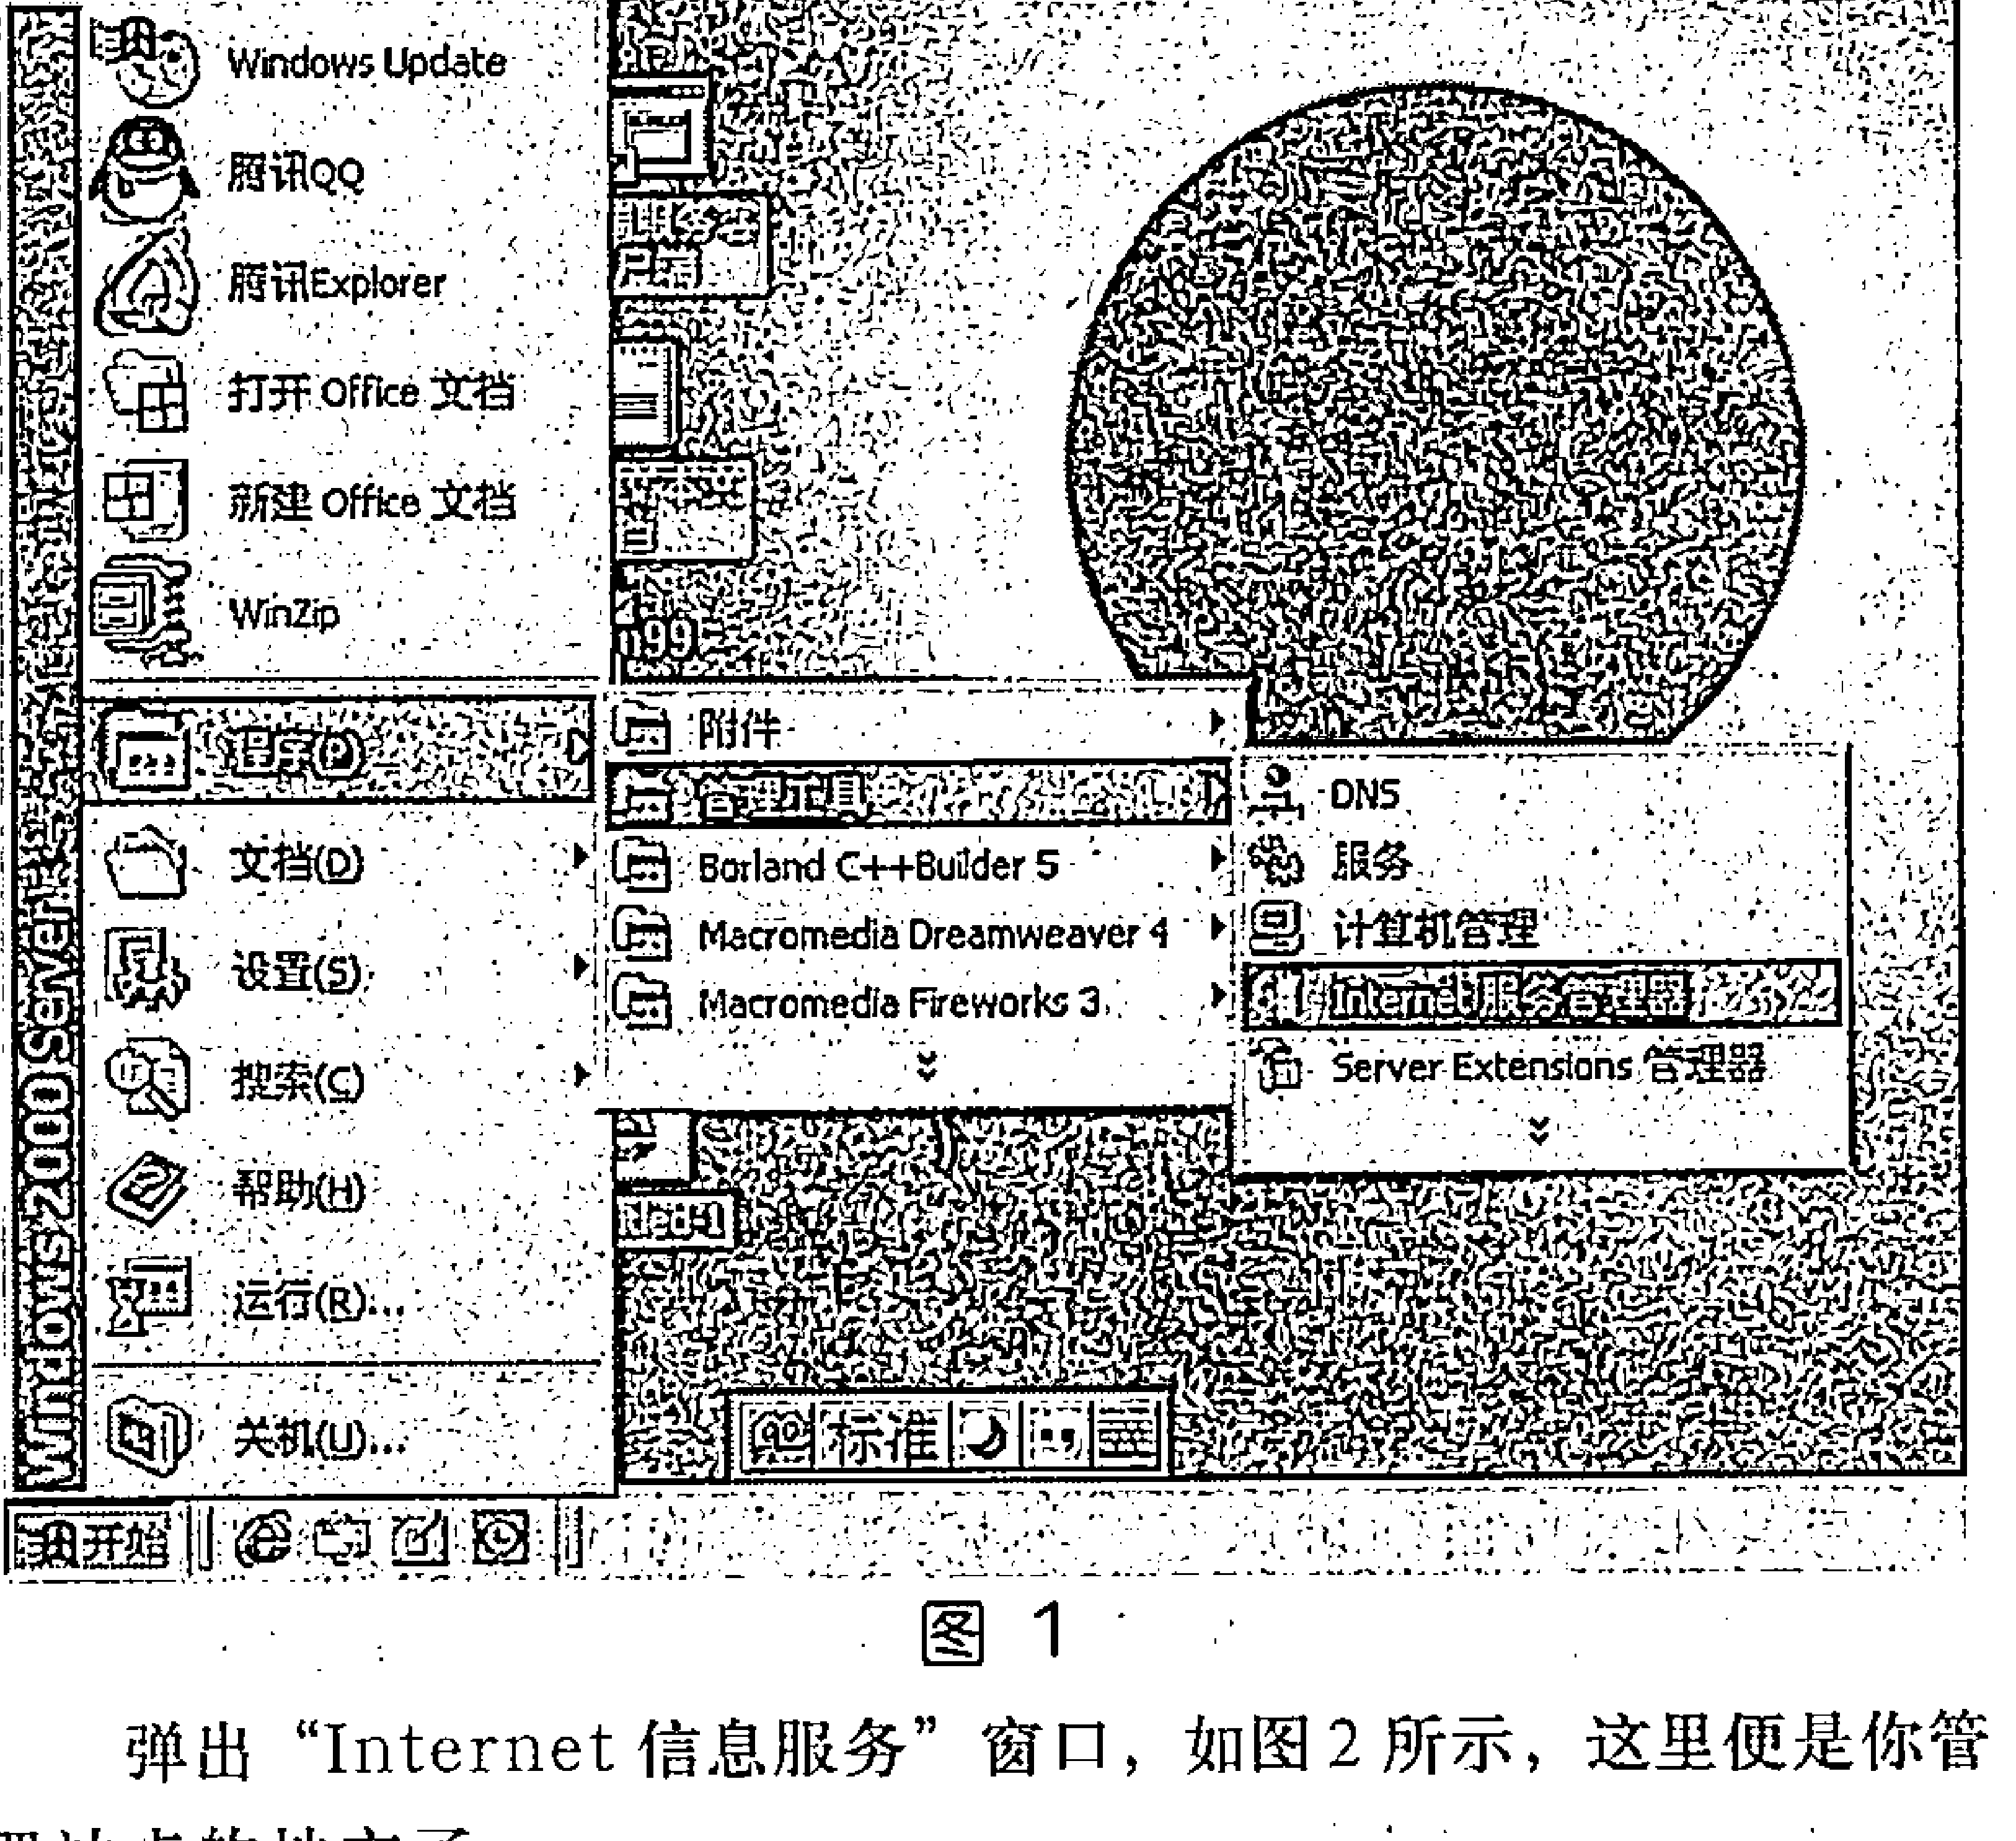 Windows 2000 Server
Windows Update
腾讯QQ
腾讯Explorer
打开 Office 文档
新建 Office 文档
WinZip
程序(P)
文档(D)
设置(S)
搜索(C)
帮助(H)
运行(R)...
关机(U)...
附件
管理工具
Borland C++Builder 5
Macromedia Dreamweaver 4
Macromedia Fireworks 3
DNS
服务
计算机管理
Internet 服务管理器
Server Extensions 管理器
99
标准
开始
图 1
弹出“Internet 信息服务”窗口，如图 2 所示，这里便是你管